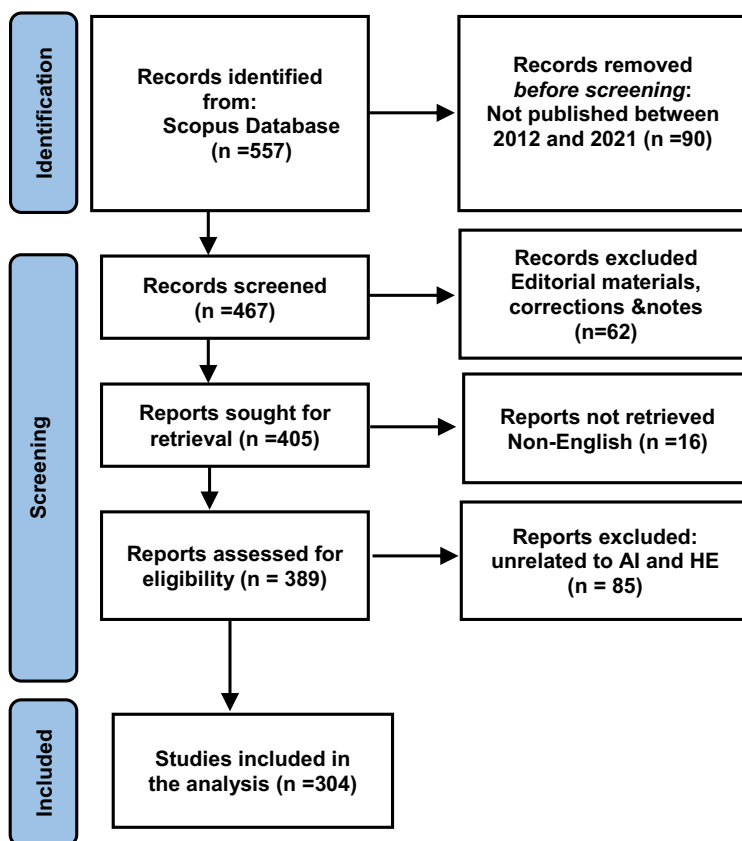 Identification
Records identified
from:
Scopus Database
(n =557)
Records removed
before screening:
Not published between
2012 and 2021 (n =90)
Screening
Records screened
(n =467)
Records excluded
Editorial materials,
corrections &notes
(n=62)
Reports sought for
retrieval (n =405)
Reports not retrieved
Non-English (n =16)
Reports assessed for
eligibility (n = 389)
Reports excluded:
unrelated to AI and HE
(n = 85)
Included
Studies included in
the analysis (n =304)